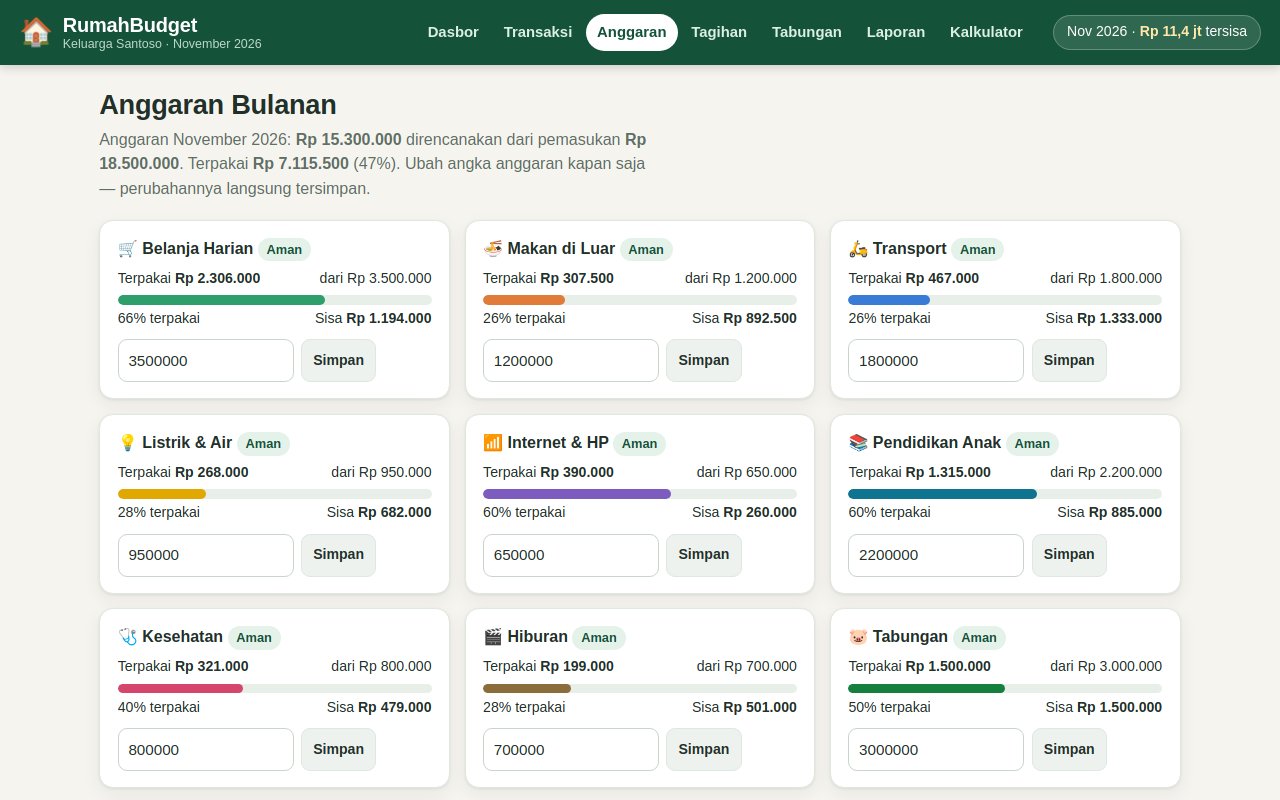 RumahBudget
Keluarga Santoso · November 2026
Dasbor
Transaksi
Anggaran
Tagihan
Tabungan
Laporan
Kalkulator
Nov 2026 · Rp 11,4 jt tersisa
Anggaran Bulanan
Anggaran November 2026: Rp 15.300.000 direncanakan dari pemasukan Rp
18.500.000. Terpakai Rp 7.115.500 (47%). Ubah angka anggaran kapan saja
— perubahannya langsung tersimpan.
Belanja Harian Aman
Terpakai Rp 2.306.000 dari Rp 3.500.000
66% terpakai Sisa Rp 1.194.000
3500000 Simpan
Makan di Luar Aman
Terpakai Rp 307.500 dari Rp 1.200.000
26% terpakai Sisa Rp 892.500
1200000 Simpan
Transport Aman
Terpakai Rp 467.000 dari Rp 1.800.000
26% terpakai Sisa Rp 1.333.000
1800000 Simpan
Listrik & Air Aman
Terpakai Rp 268.000 dari Rp 950.000
28% terpakai Sisa Rp 682.000
950000 Simpan
Internet & HP Aman
Terpakai Rp 390.000 dari Rp 650.000
60% terpakai Sisa Rp 260.000
650000 Simpan
Pendidikan Anak Aman
Terpakai Rp 1.315.000 dari Rp 2.200.000
60% terpakai Sisa Rp 885.000
2200000 Simpan
Kesehatan Aman
Terpakai Rp 321.000 dari Rp 800.000
40% terpakai Sisa Rp 479.000
800000 Simpan
Hiburan Aman
Terpakai Rp 199.000 dari Rp 700.000
28% terpakai Sisa Rp 501.000
700000 Simpan
Tabungan Aman
Terpakai Rp 1.500.000 dari Rp 3.000.000
50% terpakai Sisa Rp 1.500.000
3000000 Simpan